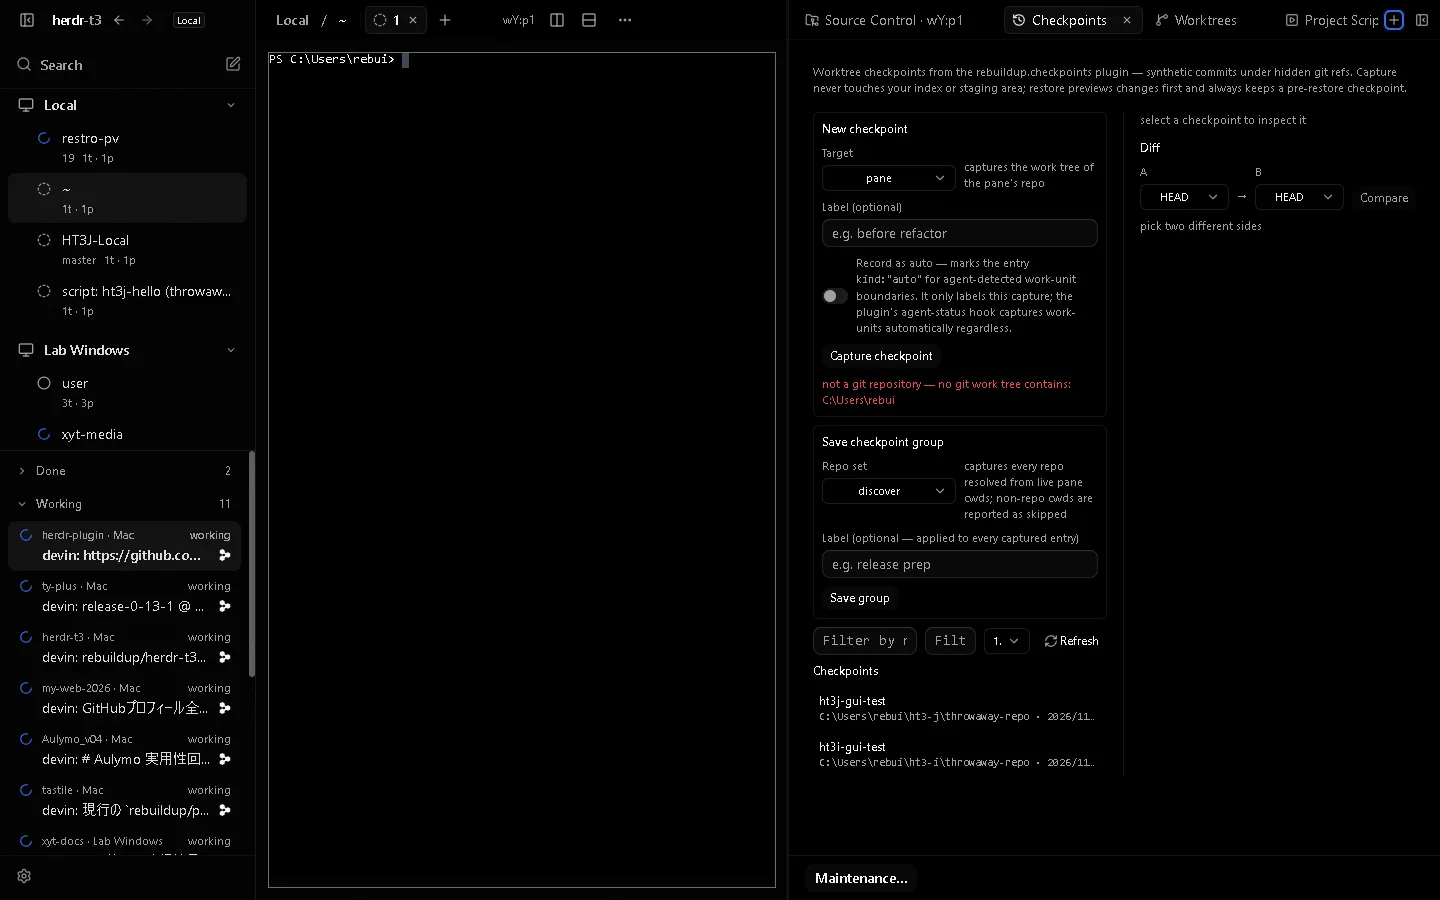 herdr-t3
Local
Search
Local
restro-pv
19 1t · 1p
~
1t · 1p
HT3J-Local
master 1t · 1p
script: ht3j-hello (throwaw...
1t · 1p
Lab Windows
user
3t · 3p
xyt-media
Done 2
Working 11
herdr-plugin · Mac working
devin: https://github.co...
ty-plus · Mac working
devin: release-0-13-1 @ ...
herdr-t3 · Mac working
devin: rebuildup/herdr-t3...
my-web-2026 · Mac working
devin: GitHubプロフィール全...
Aulymo_v04 · Mac working
devin: # Aulymo 実用性回...
tastile · Mac working
devin: 現行の `rebuildup/p...
xyt-docs · Lab Windows working
Local / ~
1
wY:p1
PS C:\Users\rebui>
Source Control · wY:p1
Checkpoints
Worktrees
Project Scrip
Worktree checkpoints from the rebuildup.checkpoints plugin — synthetic commits under hidden git refs. Capture
never touches your index or staging area; restore previews changes first and always keeps a pre-restore checkpoint.
New checkpoint
Target
pane
captures the work tree of
the pane's repo
Label (optional)
e.g. before refactor
Record as auto — marks the entry
kind: "auto" for agent-detected work-unit
boundaries. It only labels this capture; the
plugin's agent-status hook captures work-
units automatically regardless.
Capture checkpoint
not a git repository — no git work tree contains:
C:\Users\rebui
Save checkpoint group
Repo set
discover
captures every repo
resolved from live pane
cwds; non-repo cwds are
reported as skipped
Label (optional — applied to every captured entry)
e.g. release prep
Save group
Filter by r
Filt
1.
Refresh
Checkpoints
ht3j-gui-test
C:\Users\rebui\ht3-j\throwaway-repo · 2026/11…
ht3i-gui-test
C:\Users\rebui\ht3-i\throwaway-repo · 2026/11…
select a checkpoint to inspect it
Diff
A B
HEAD → HEAD Compare
pick two different sides
Maintenance...